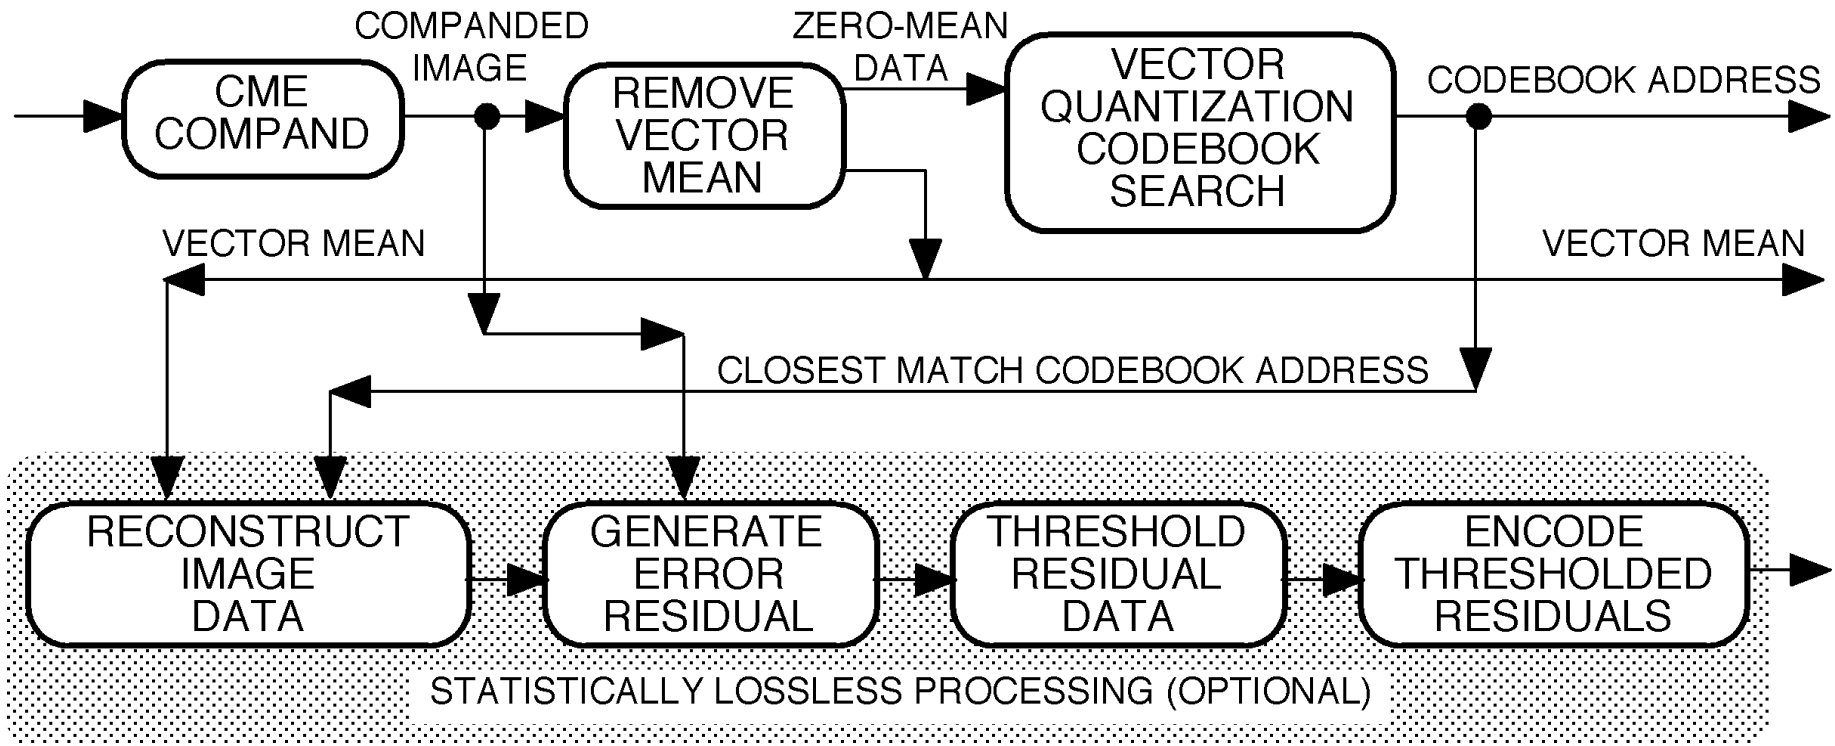 COMPANDED
IMAGE
ZERO-MEAN
DATA
CME
COMPAND
REMOVE
VECTOR
MEAN
VECTOR
QUANTIZATION
CODEBOOK
SEARCH
CODEBOOK ADDRESS
VECTOR MEAN
VECTOR MEAN
CLOSEST MATCH CODEBOOK ADDRESS
RECONSTRUCT
IMAGE
DATA
GENERATE
ERROR
RESIDUAL
THRESHOLD
RESIDUAL
DATA
ENCODE
THRESHOLDED
RESIDUALS
STATISTICALLY LOSSLESS PROCESSING (OPTIONAL)